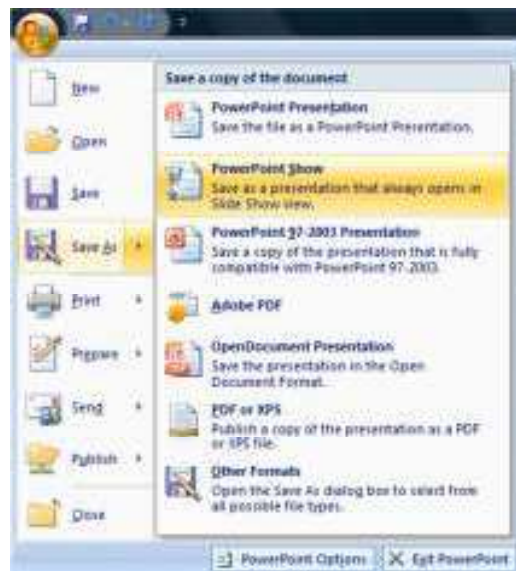 New
Open
Save
Save As
Print
Prepare
Send
Publish
Close
Save a copy of the document
PowerPoint Presentation
Save the file as a PowerPoint Presentation.
PowerPoint Show
Save as a presentation that always opens in
Slide Show view.
PowerPoint 97-2003 Presentation
Save a copy of the presentation that is fully
compatible with PowerPoint 97-2003.
Adobe PDF
OpenDocument Presentation
Save the presentation in the Open
Document Format.
PDF or XPS
Publish a copy of the presentation as a PDF
or XPS file.
Other Formats
Open the Save As dialog box to select from
all possible file types.
PowerPoint Options
Exit PowerPoint